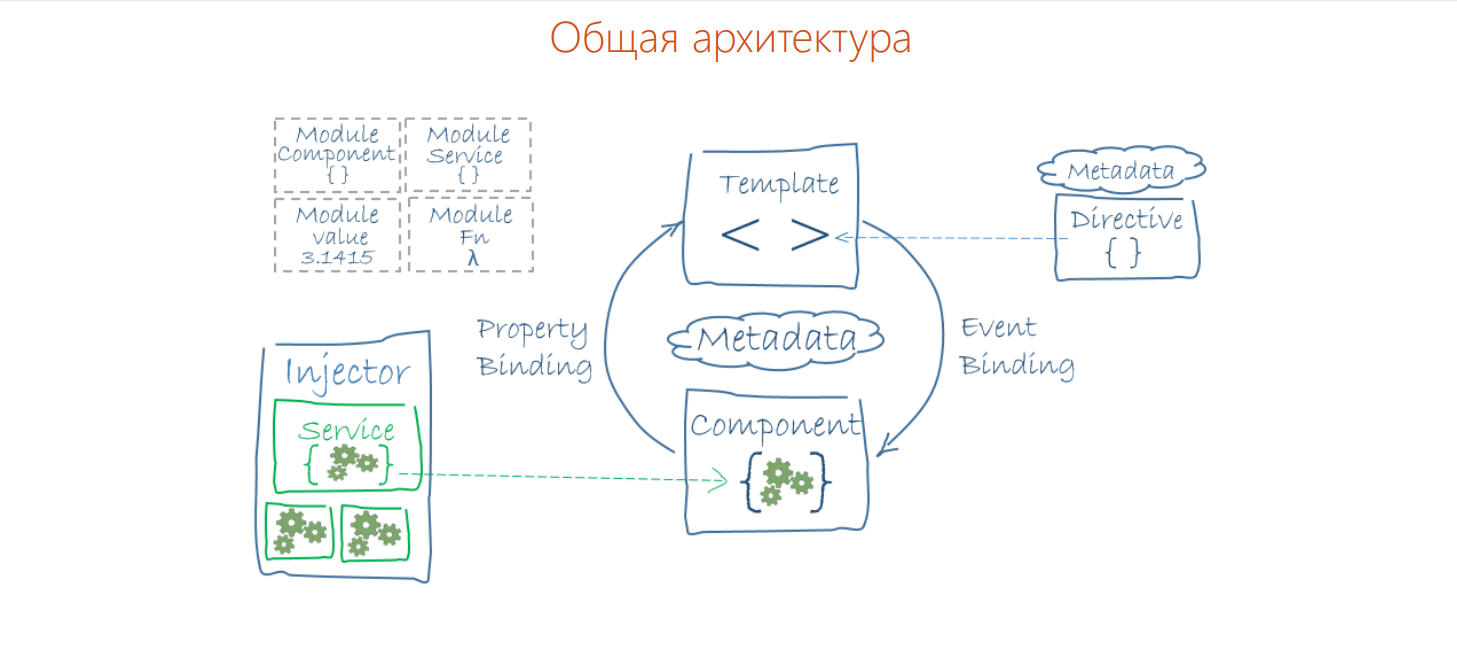 Общая архитектура
Module
Component
{ }
Module
Service
{ }
Module
value
3.1415
Module
Fn
λ
Template
< >
Metadata
Directive
{ }
Property
Binding
Metadata
Event
Binding
Injector
Service
{ }
Component
{ }